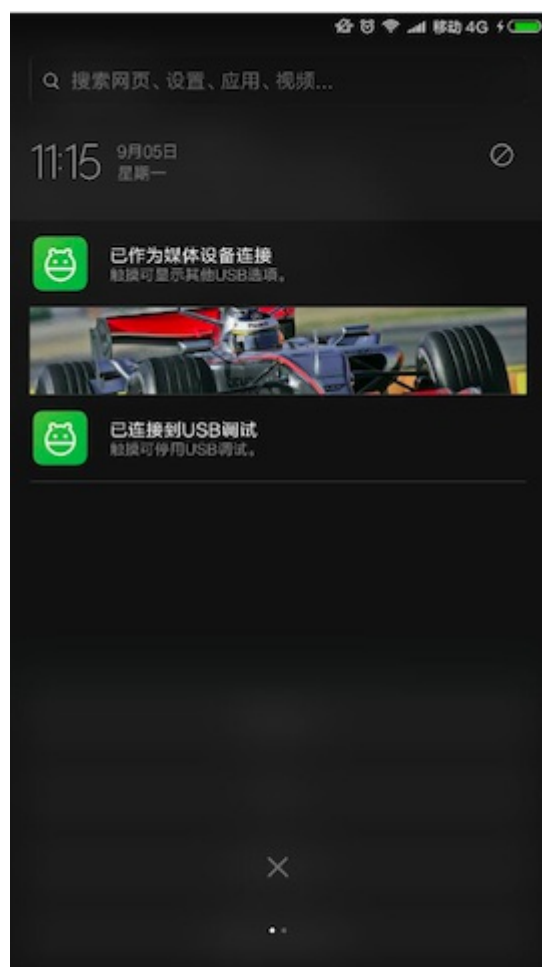 移动 4G
搜索网页、设置、应用、视频...
11:15
9月05日
星期一
已作为媒体设备连接
触摸可显示其他USB选项。
已连接到USB调试
触摸可停用USB调试。